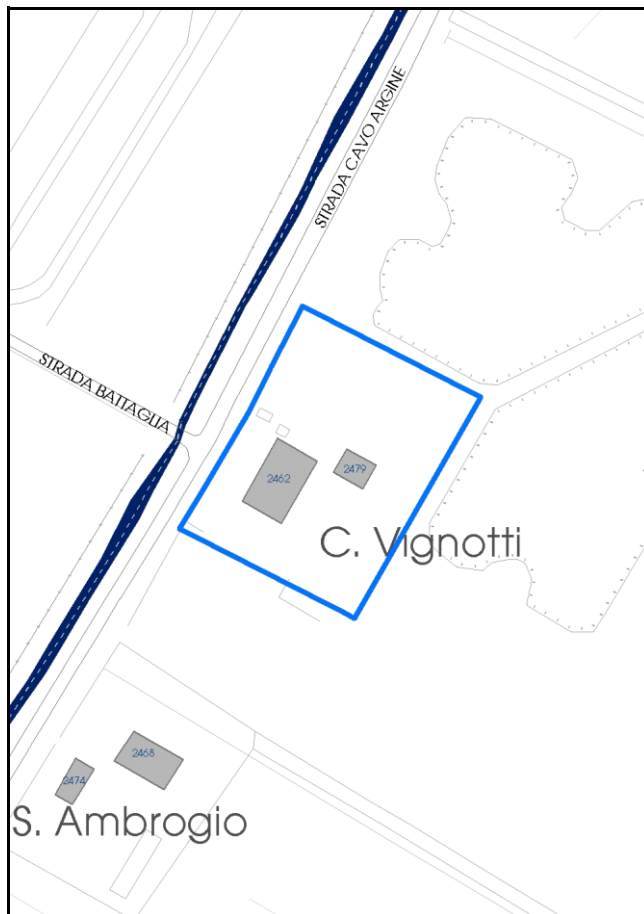 STRADA CAVO ARGINE
STRADA BATTAGLIA
2479
2462
C. Vignotti
2468
2474
S. Ambrogio